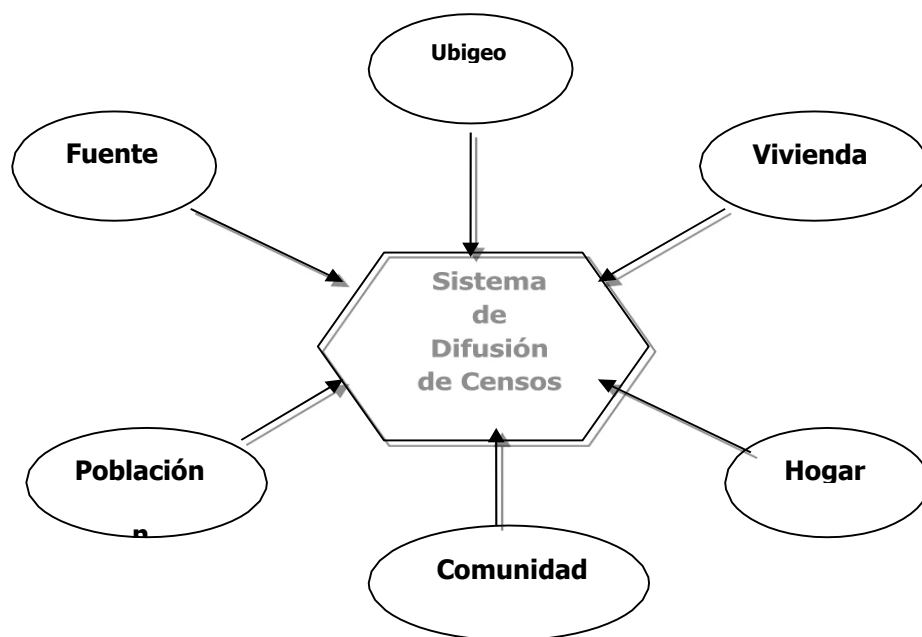 Ubigeo
Fuente
Vivienda
Sistema
de
Difusión
de Censos
Población
n
Hogar
Comunidad